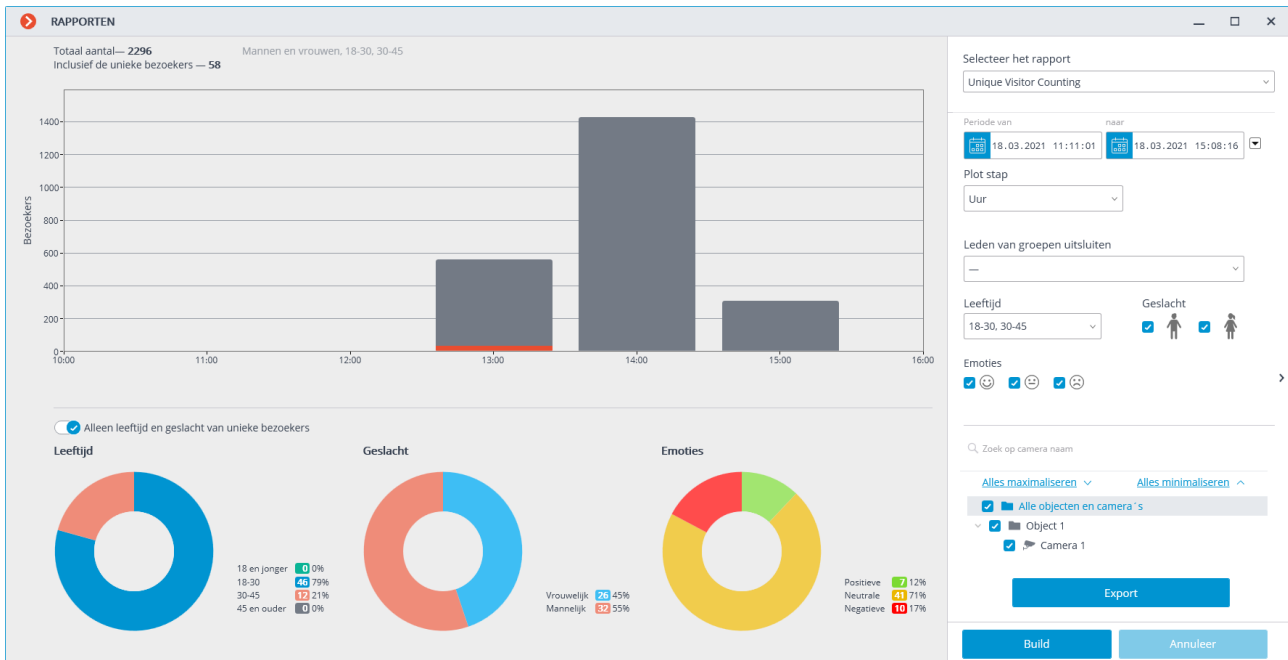 RAPPORTEN
Totaal aantal— 2296
Mannen en vrouwen, 18-30, 30-45
Inclusief de unieke bezoekers — 58
Bezoekers
1400
1200
1000
800
600
400
200
0
10:00 11:00 12:00 13:00 14:00 15:00 16:00
Alleen leeftijd en geslacht van unieke bezoekers
Leeftijd
18 en jonger 0 0%
18-30 46 79%
30-45 12 21%
45 en ouder 0 0%
Geslacht
Vrouwelijk 26 45%
Mannelijk 32 55%
Emoties
Positieve 7 12%
Neutrale 41 71%
Negatieve 10 17%
Selecteer het rapport
Unique Visitor Counting
Periode van naar
18.03.2021 11:11:01 18.03.2021 15:08:16
Plot stap
Uur
Leden van groepen uitsluiten
—
Leeftijd Geslacht
18-30, 30-45
Emoties
Zoek op camera naam
Alles maximaliseren Alles minimaliseren
Alle objecten en camera´s
Object 1
Camera 1
Export
Build Annuleer